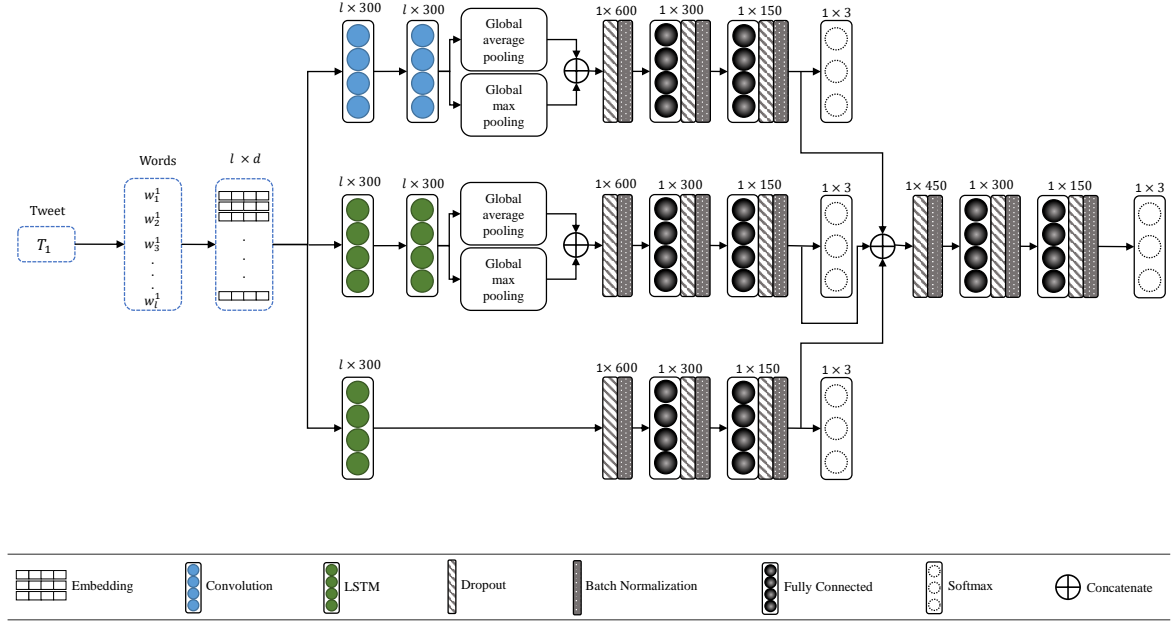 l × 300
l × 300
Global
average
pooling
Global
max
pooling
1 × 600
1 × 300
1 × 150
1 × 3
Words
l × d
Tweet
T₁
w₁¹
w₂¹
w₃¹
.
.
.
wₗ¹
.
.
.
l × 300
l × 300
Global
average
pooling
Global
max
pooling
1 × 600
1 × 300
1 × 150
1 × 3
1 × 450
1 × 300
1 × 150
1 × 3
l × 300
1 × 600
1 × 300
1 × 150
1 × 3
Embedding
Convolution
LSTM
Dropout
Batch Normalization
Fully Connected
Softmax
Concatenate